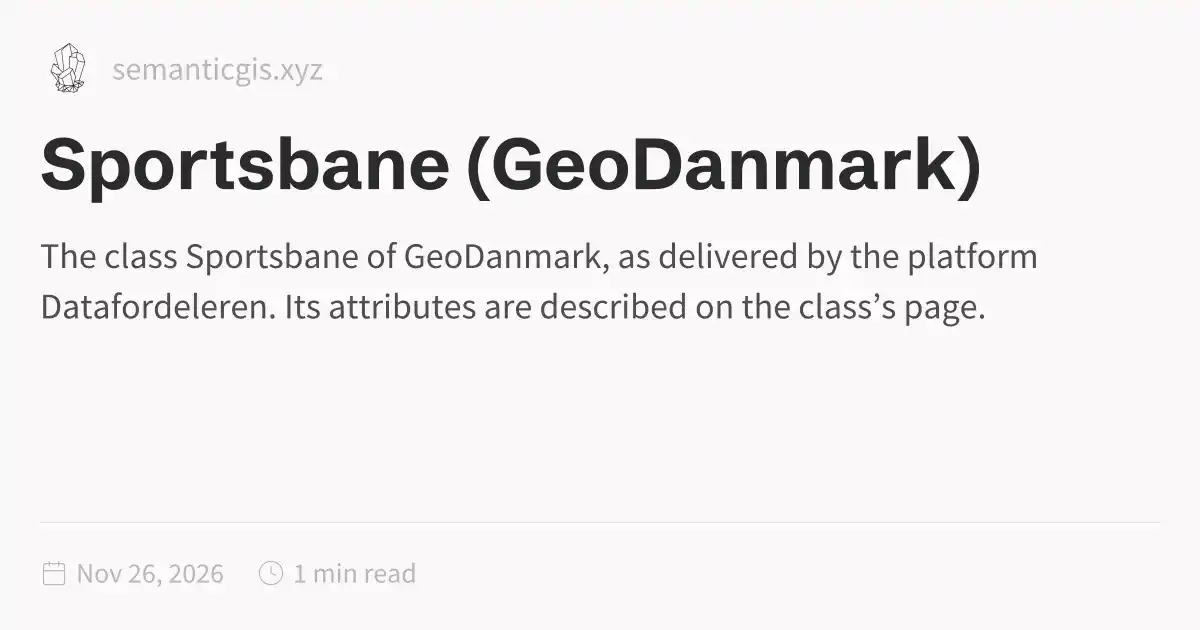 semanticgis.xyz
Sportsbane (GeoDanmark)
The class Sportsbane of GeoDanmark, as delivered by the platform
Datafordeleren. Its attributes are described on the class’s page.
Nov 26, 2026
1 min read